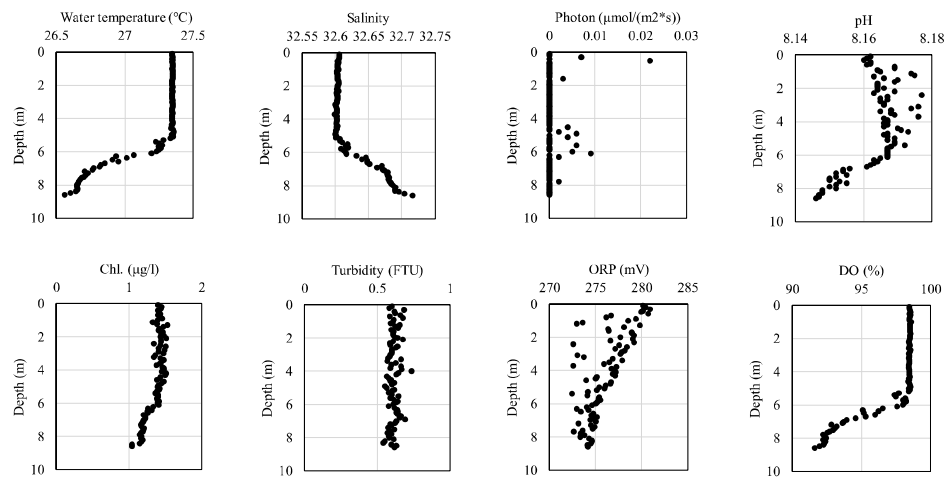 Water temperature (°C)
26.5 27 27.5
0
2
4
6
8
10
Depth (m)
Salinity
32.55 32.6 32.65 32.7 32.75
0
2
4
6
8
10
Depth (m)
Photon (μmol/(m2*s))
0 0.01 0.02 0.03
0
2
4
6
8
10
Depth (m)
pH
8.14 8.16 8.18
0
2
4
6
8
10
Depth (m)
Chl. (μg/l)
0 1 2
0
2
4
6
8
10
Depth (m)
Turbidity (FTU)
0 0.5 1
0
2
4
6
8
10
Depth (m)
ORP (mV)
270 275 280 285
0
2
4
6
8
10
Depth (m)
DO (%)
90 95 100
0
2
4
6
8
10
Depth (m)